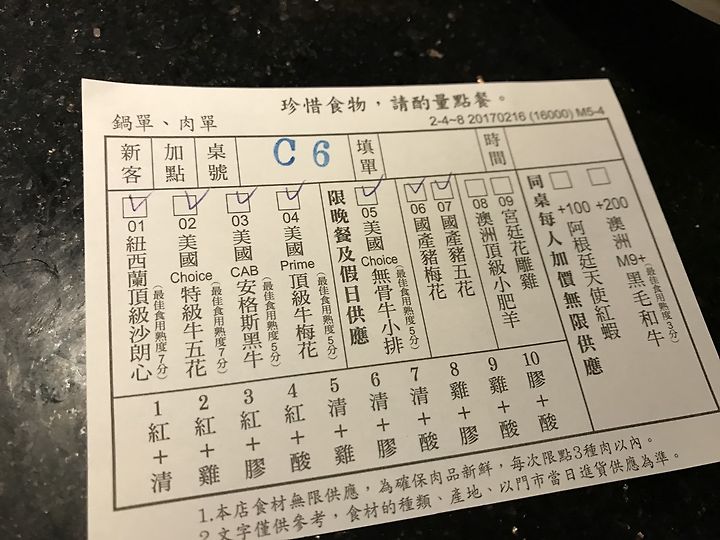 珍惜食物，請酌量點餐。
鍋單、肉單
2-4~8 20170216 (16000) M5-4
新客
加點
桌號
C 6
填單
時間
01 紐西蘭頂級沙朗心 (最佳食用熟度7分)
02 美國Choice特級牛五花 (最佳食用熟度7分)
03 美國CAB安格斯黑牛 (最佳食用熟度5分)
04 美國Prime頂級牛梅花 (最佳食用熟度5分)
限晚餐及假日供應
05 美國Choice無骨牛小排 (最佳食用熟度5分)
06 國產豬梅花
07 國產豬五花
08 澳洲頂級小肥羊
09 宮廷花雕雞
同桌每人加價無限供應
+100 阿根廷天使紅蝦
+200 澳洲M9+黑毛和牛 (最佳食用熟度3分)
1 紅+清
2 紅+雞
3 紅+膠
4 紅+酸
5 清+雞
6 清+膠
7 清+酸
8 雞+膠
9 雞+酸
10 膠+酸
1.本店食材無限供應，為確保肉品新鮮，每次限點3種肉以內。
2.文字僅供參考，食材的種類、產地、以門市當日進貨供應為準。